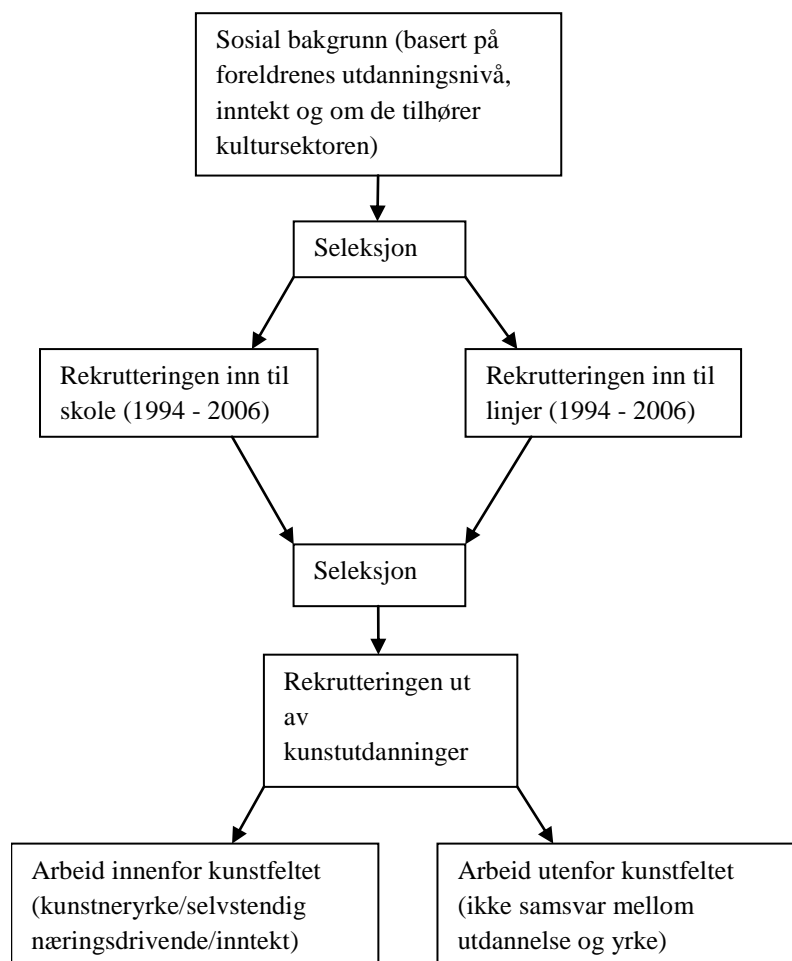 Sosial bakgrunn (basert på
foreldrenes utdanningsnivå,
inntekt og om de tilhører
kultursektoren)
Seleksjon
Rekrutteringen inn til
skole (1994 - 2006)
Rekrutteringen inn til
linjer (1994 - 2006)
Seleksjon
Rekrutteringen ut
av
kunstutdanninger
Arbeid innenfor kunstfeltet
(kunstneryrke/selvstendig
næringsdrivende/inntekt)
Arbeid utenfor kunstfeltet
(ikke samsvar mellom
utdannelse og yrke)